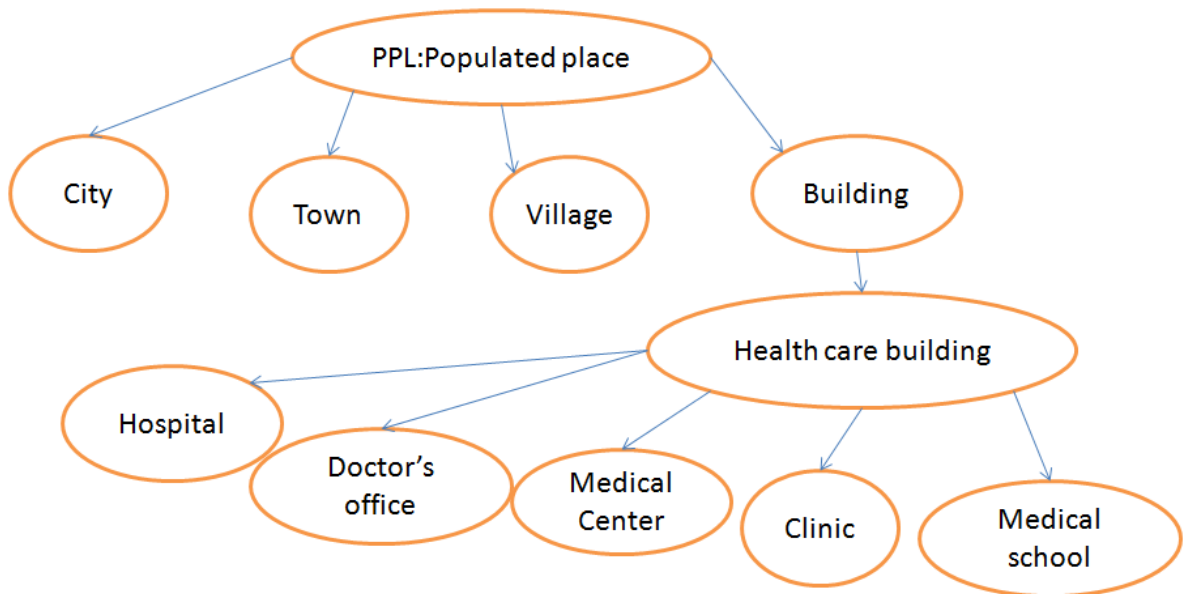 PPL:Populated place
City
Town
Village
Building
Health care building
Hospital
Doctor’s
office
Medical
Center
Clinic
Medical
school